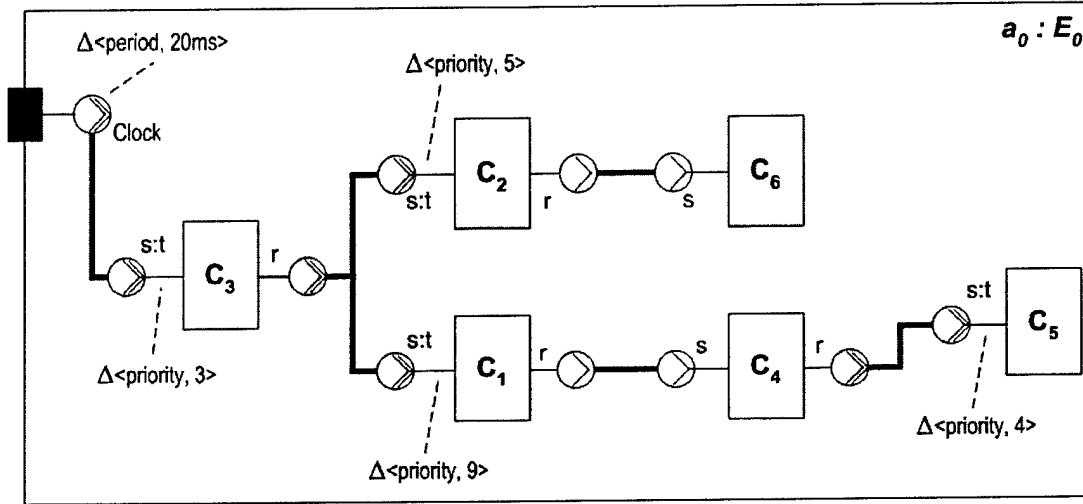 a₀ : E₀
Δ<period, 20ms>
Δ<priority, 5>
Clock
C₂
C₆
s:t
r
s
s:t
r
C₃
s:t
C₅
s:t
r
s
r
C₁
C₄
Δ<priority, 3>
Δ<priority, 4>
Δ<priority, 9>